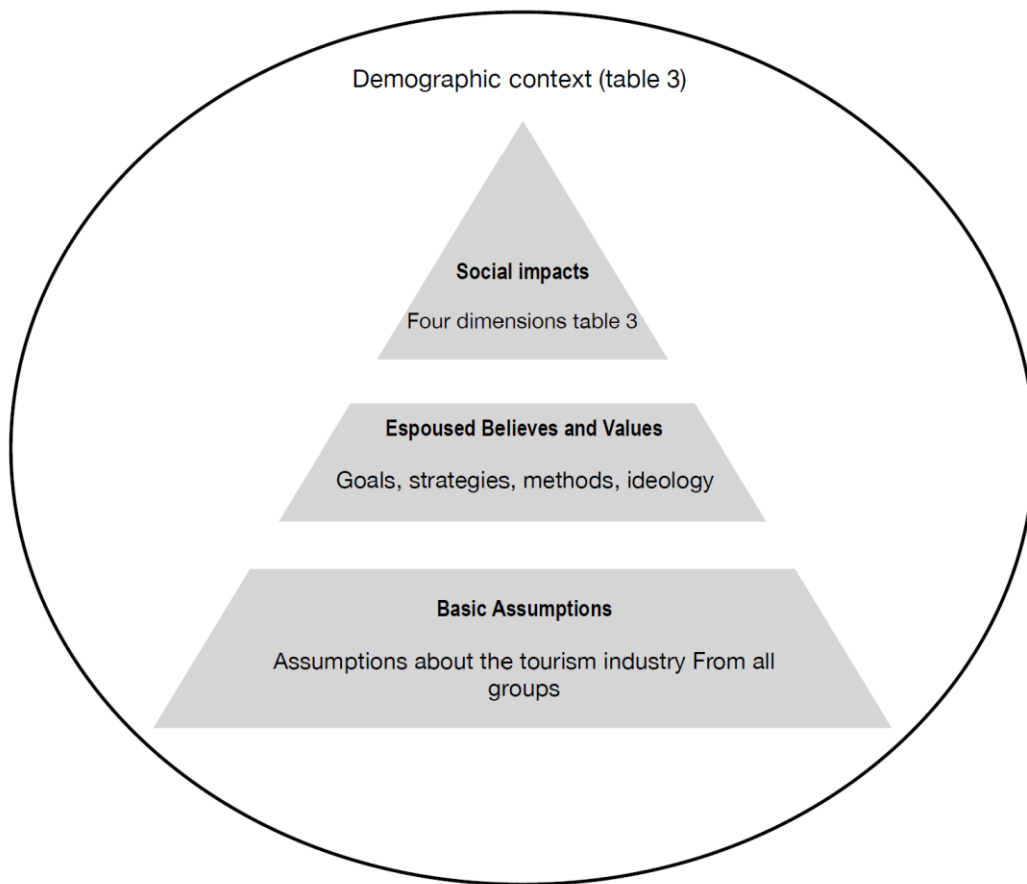 Demographic context (table 3)
Social impacts
Four dimensions table 3
Espoused Believes and Values
Goals, strategies, methods, ideology
Basic Assumptions
Assumptions about the tourism industry From all
groups